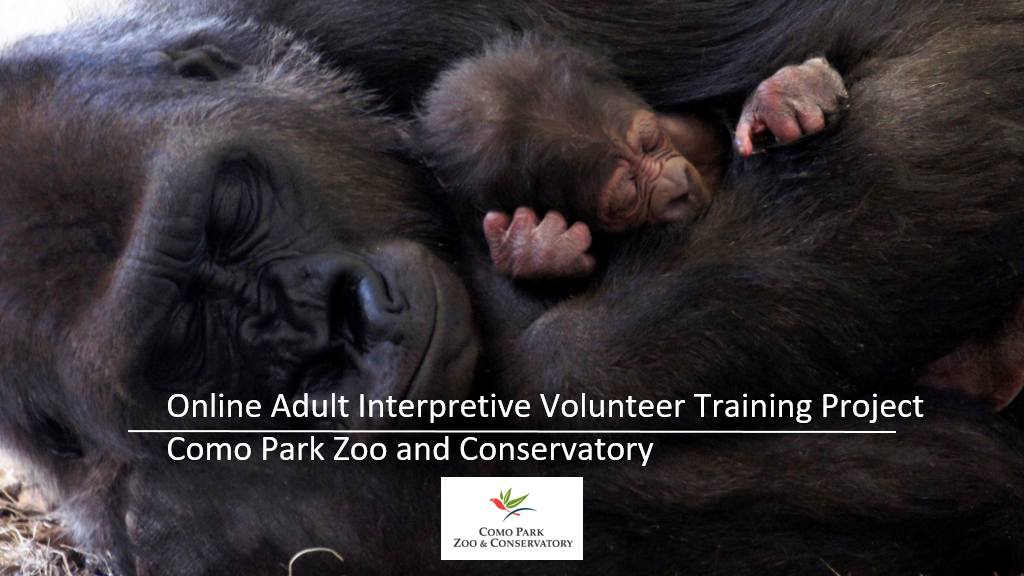 Online Adult Interpretive Volunteer Training Project
Como Park Zoo and Conservatory
COMO PARK
ZOO & CONSERVATORY